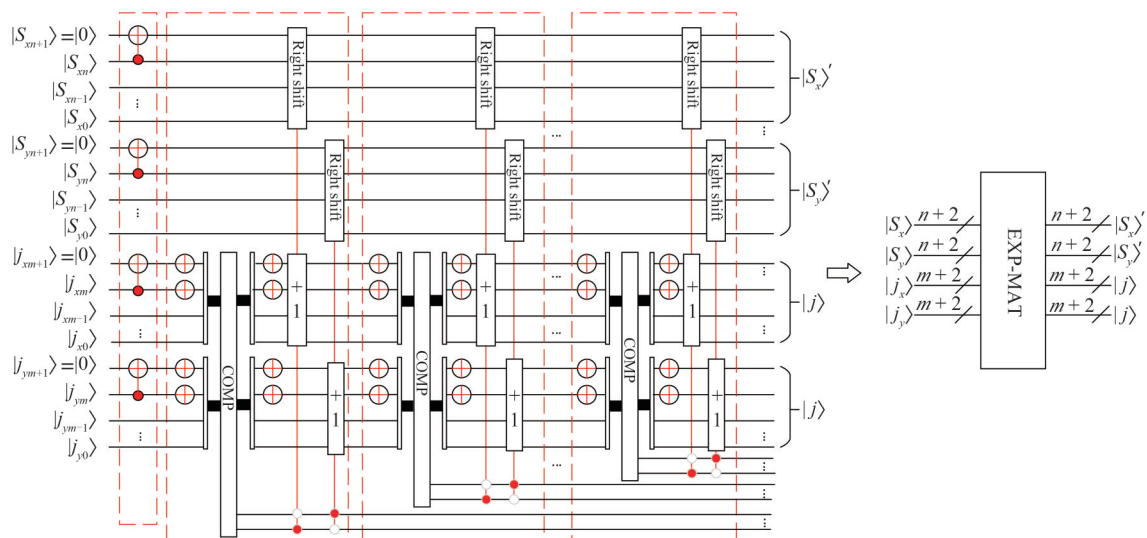 |S_{xn+1}⟩=|0⟩
|S_{xn}⟩
|S_{xn-1}⟩
⋮
|S_{x0}⟩
|S_{yn+1}⟩=|0⟩
|S_{yn}⟩
|S_{yn-1}⟩
⋮
|S_{y0}⟩
|j_{xm+1}⟩=|0⟩
|j_{xm}⟩
|j_{xm-1}⟩
⋮
|j_{x0}⟩
|j_{ym+1}⟩=|0⟩
|j_{ym}⟩
|j_{ym-1}⟩
⋮
|j_{y0}⟩
Right shift
Right shift
COMP
+1
+1
Right shift
Right shift
COMP
+1
+1
...
...
...
...
Right shift
Right shift
COMP
+1
+1
|S_x⟩'
|S_y⟩'
|j⟩
|j⟩
|S_x⟩ n+2
|S_y⟩ n+2
|j_x⟩ m+2
|j_y⟩ m+2
EXP-MAT
n+2 |S_x⟩'
n+2 |S_y⟩'
m+2 |j⟩
m+2 |j⟩